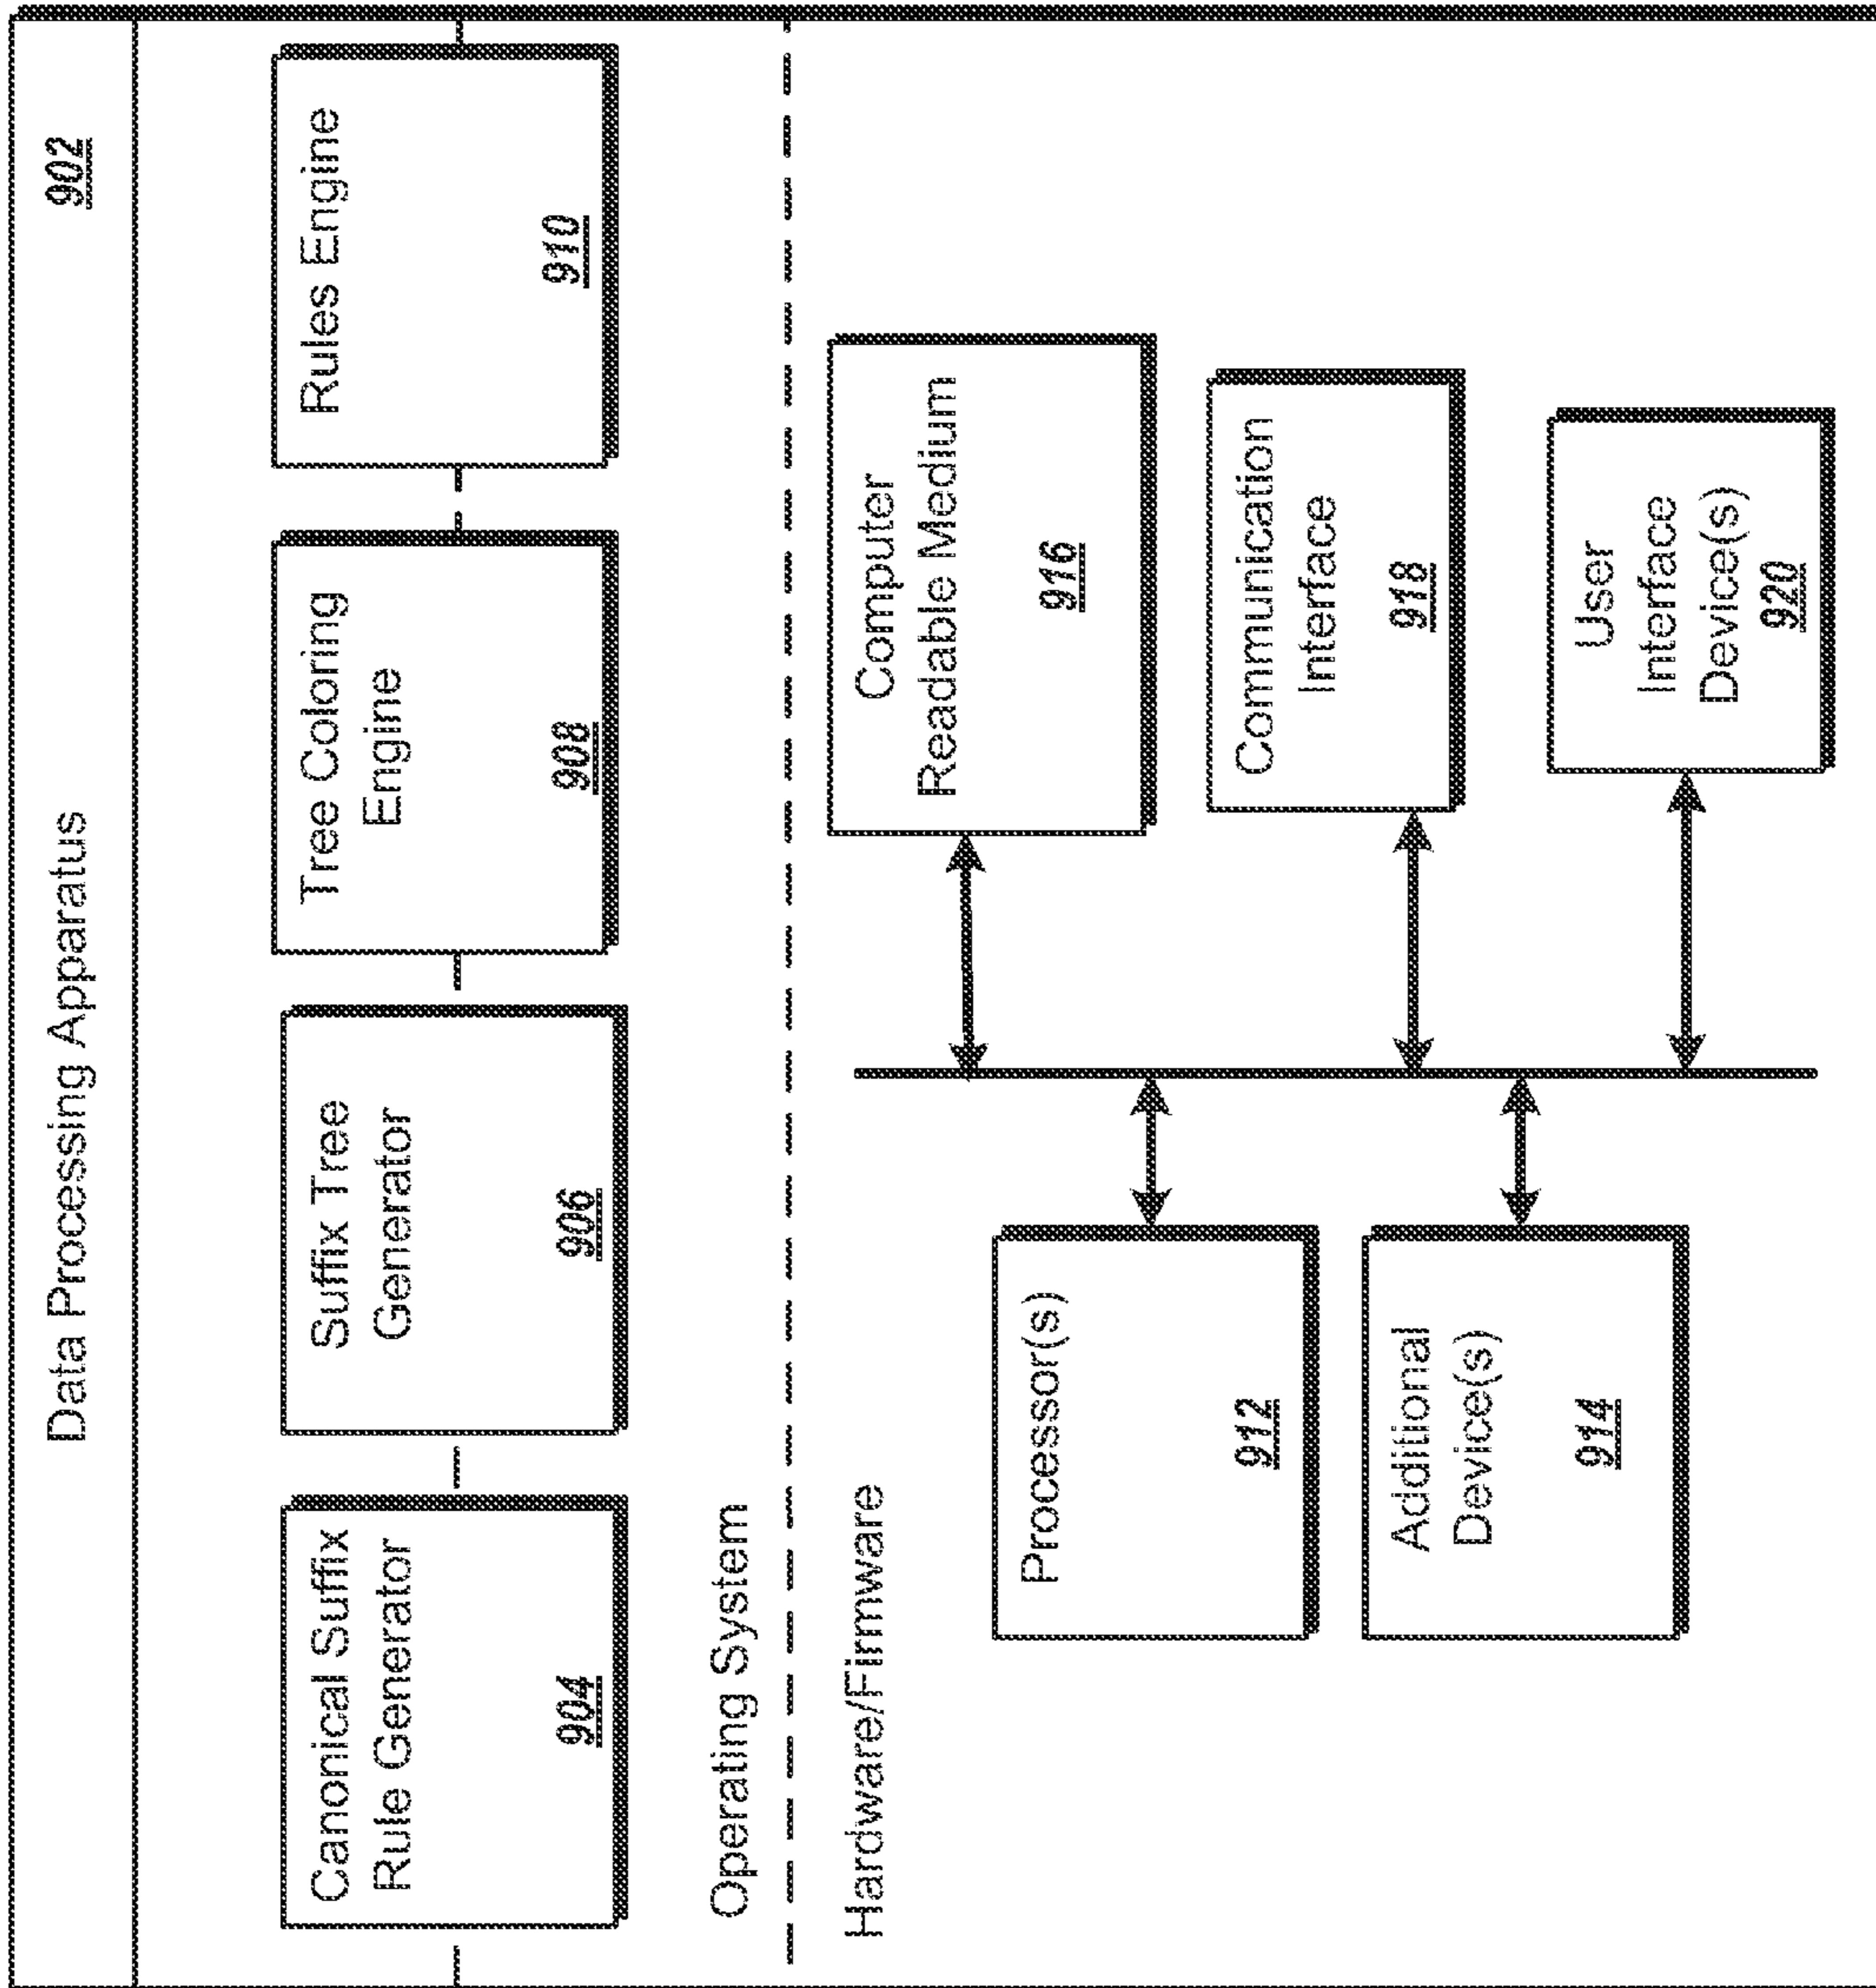 Data Processing Apparatus
902
Canonical Suffix
Rule Generator
904
Suffix Tree
Generator
906
Tree Coloring
Engine
908
Rules Engine
910
Operating System
Hardware/Firmware
Processor(s)
912
Additional
Device(s)
914
Computer
Readable Medium
916
Communication
Interface
918
User
Interface
Device(s)
920